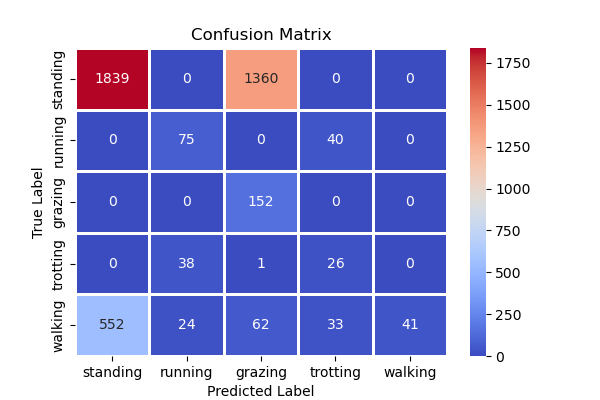 Confusion Matrix
True Label
standing 1839 0 1360 0 0
running 0 75 0 40 0
grazing 0 0 152 0 0
trotting 0 38 1 26 0
walking 552 24 62 33 41
standing running grazing trotting walking
Predicted Label
1750
1500
1250
1000
750
500
250
0